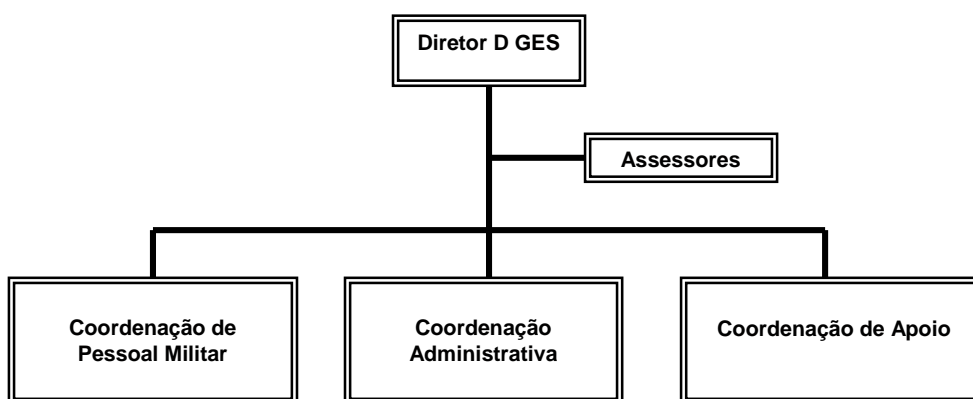 Diretor D GES
Assessores
Coordenação de
Pessoal Militar
Coordenação
Administrativa
Coordenação de Apoio